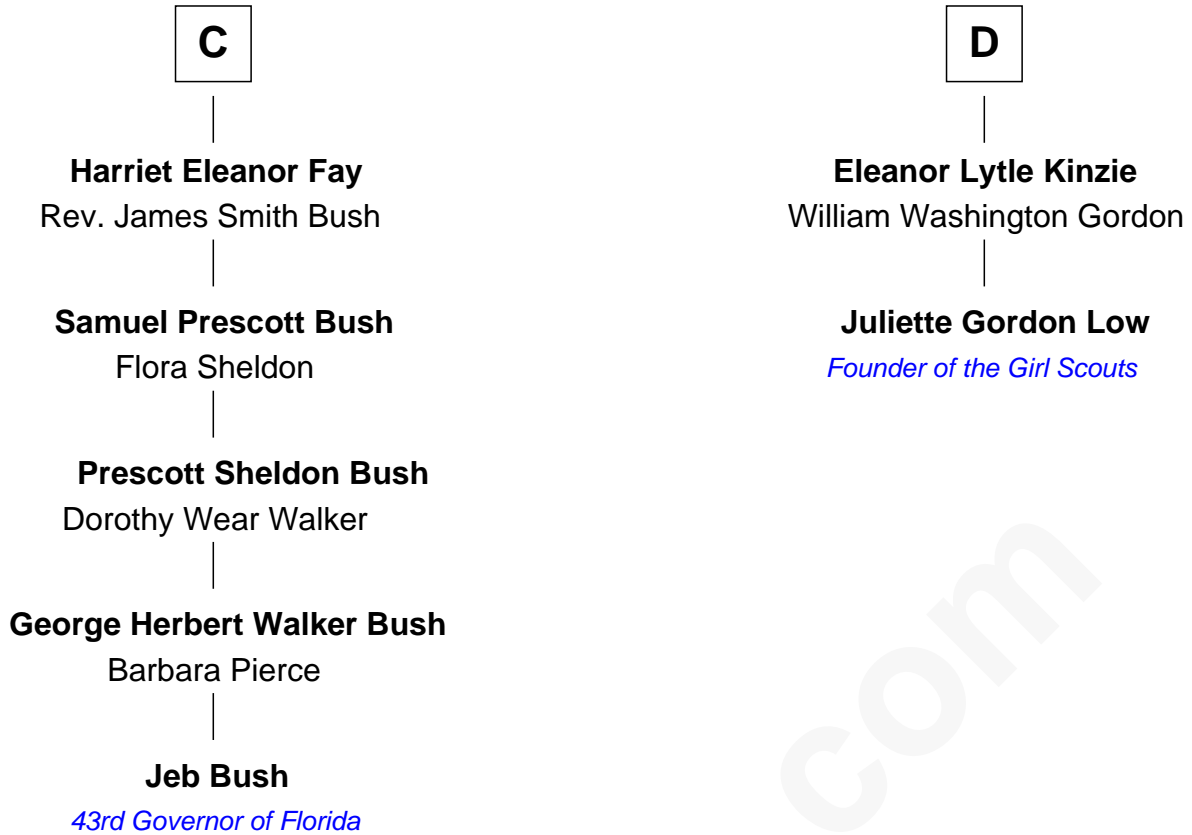 C
Harriet Eleanor Fay
Rev. James Smith Bush
Samuel Prescott Bush
Flora Sheldon
Prescott Sheldon Bush
Dorothy Wear Walker
George Herbert Walker Bush
Barbara Pierce
Jeb Bush
43rd Governor of Florida
D
Eleanor Lytle Kinzie
William Washington Gordon
Juliette Gordon Low
Founder of the Girl Scouts
com